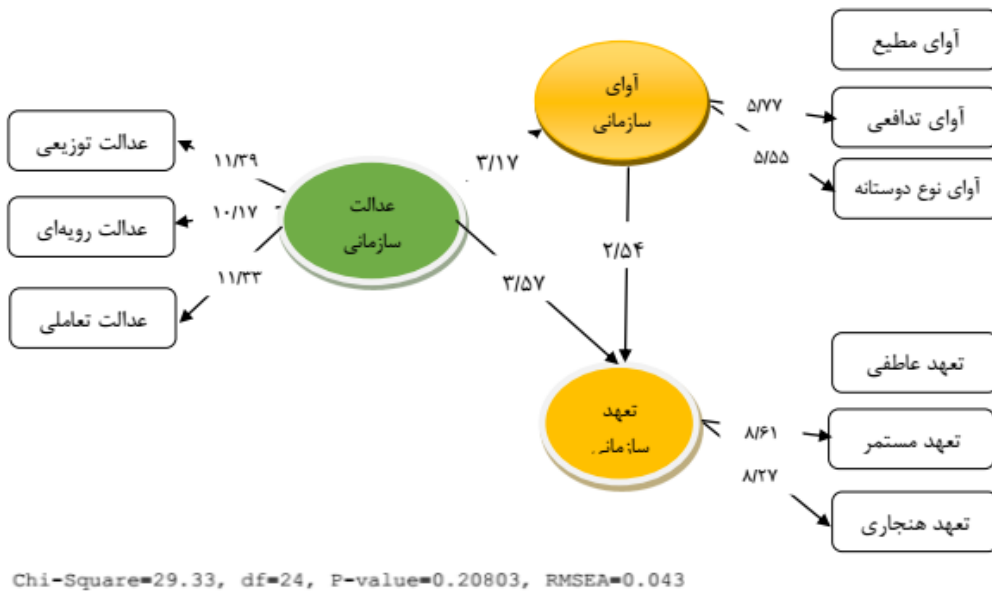 آوای مطیع
آوای
سازمانی
۵/۷۷
آوای تدافعی
عدالت توزیعی
۱۱/۳۹
۳/۱۷
۵/۵۵
آوای نوع دوستانه
عدالت
سازمانی
۱۰/۱۷
عدالت رویه‌ای
۲/۵۴
۱۱/۳۳
۳/۵۷
عدالت تعاملی
تعهد عاطفی
تعهد
سازمانی
۸/۶۱
تعهد مستمر
۸/۲۷
تعهد هنجاری
Chi-Square=29.33, df=24, P-value=0.20803, RMSEA=0.043